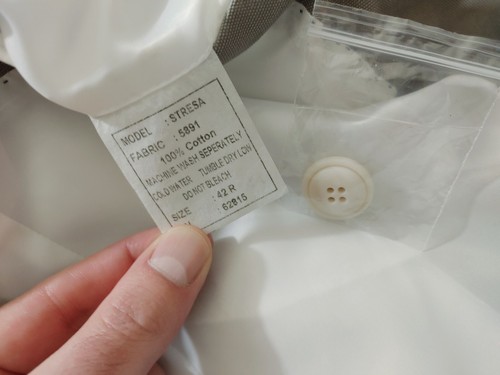 MODEL : STRESA
FABRIC : 5891
100% Cotton
MACHINE WASH SEPERATELY
COLD WATER TUMBLE DRY LOW
DO NOT BLEACH
SIZE : 42 R
: 62815